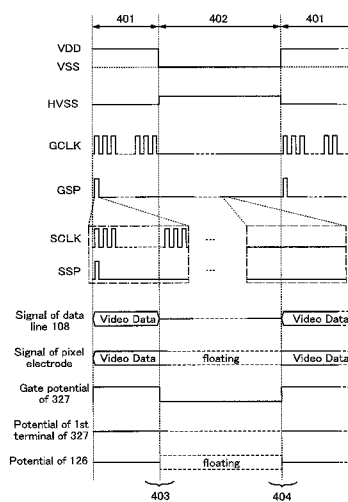 401 402 401
VDD
VSS
HVSS
GCLK
GSP
SCLK
SSP
Signal of data
line 108
Video Data
Video Data
Signal of pixel
electrode
Video Data floating Video Data
Gate potential
of 327
Potential of 1st
terminal of 327
Potential of 126 floating
403 404